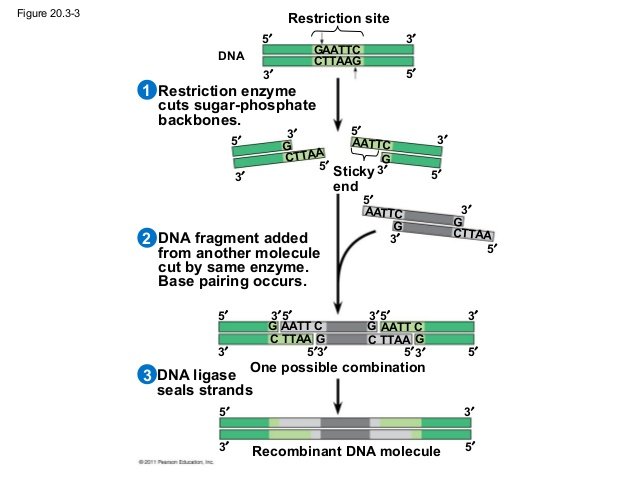 Figure 20.3-3
Restriction site
5′ 3′
DNA
GAATTC
CTTAAG
3′ 5′
1 Restriction enzyme
cuts sugar-phosphate
backbones.
5′ 3′ 5′ 3′
G AATTC
CTTAA G
3′ 5′ 3′ 5′
Sticky
end
5′ 3′
AATTC G
G CTTAA
3′ 5′
2 DNA fragment added
from another molecule
cut by same enzyme.
Base pairing occurs.
5′ 3′5′ 3′5′ 3′
G AATT C G AATT C
C TTAA G C TTAA G
3′ 5′3′ 5′3′ 5′
One possible combination
3 DNA ligase
seals strands
5′ 3′
3′ 5′
Recombinant DNA molecule
© 2011 Pearson Education, Inc.